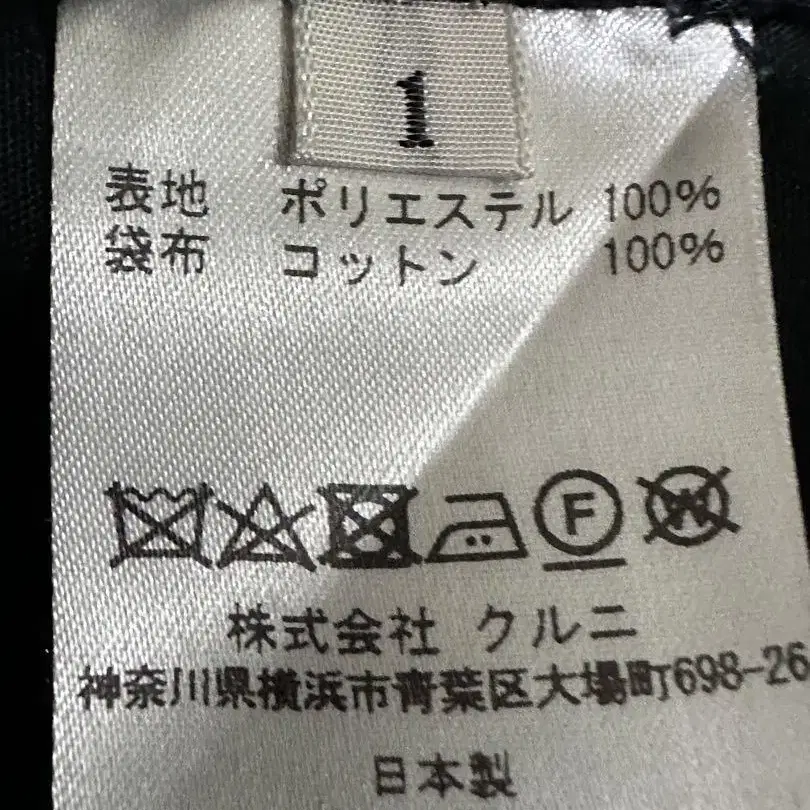 1
表地 ポリエステル 100%
袋布 コットン 100%
F W
株式会社 クルニ
神奈川県横浜市青葉区大場町698-26
日本製